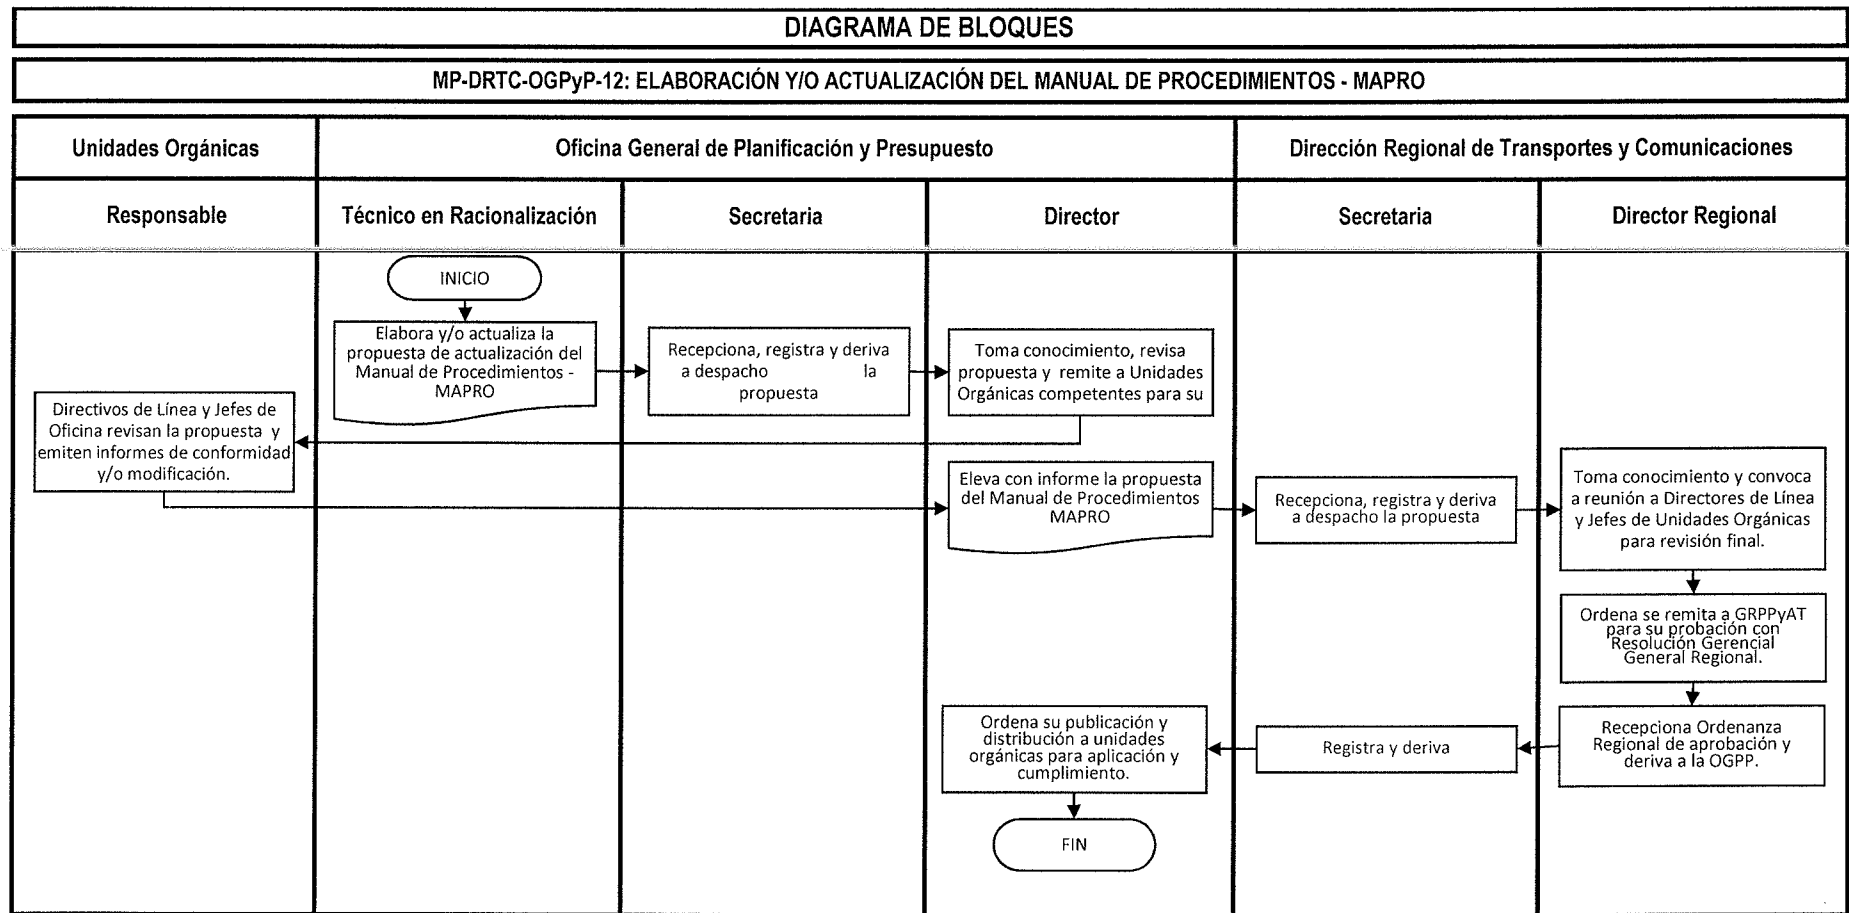 DIAGRAMA DE BLOQUES
MP-DRTC-OGPyP-12: ELABORACIÓN Y/O ACTUALIZACIÓN DEL MANUAL DE PROCEDIMIENTOS - MAPRO
Unidades Orgánicas
Oficina General de Planificación y Presupuesto
Dirección Regional de Transportes y Comunicaciones
Responsable
Técnico en Racionalización
Secretaria
Director
Secretaria
Director Regional
INICIO
Elabora y/o actualiza la
propuesta de actualización del
Manual de Procedimientos -
MAPRO
Recepciona, registra y deriva
a despacho la
propuesta
Toma conocimiento, revisa
propuesta y remite a Unidades
Orgánicas competentes para su
Directivos de Línea y Jefes de
Oficina revisan la propuesta y
emiten informes de conformidad
y/o modificación.
Eleva con informe la propuesta
del Manual de Procedimientos
MAPRO
Recepciona, registra y deriva
a despacho la propuesta
Toma conocimiento y convoca
a reunión a Directores de Línea
y Jefes de Unidades Orgánicas
para revisión final.
Ordena se remita a GRPPyAT
para su probación con
Resolución Gerencial
General Regional.
Recepciona Ordenanza
Regional de aprobación y
deriva a la OGPP.
Registra y deriva
Ordena su publicación y
distribución a unidades
orgánicas para aplicación y
cumplimiento.
FIN